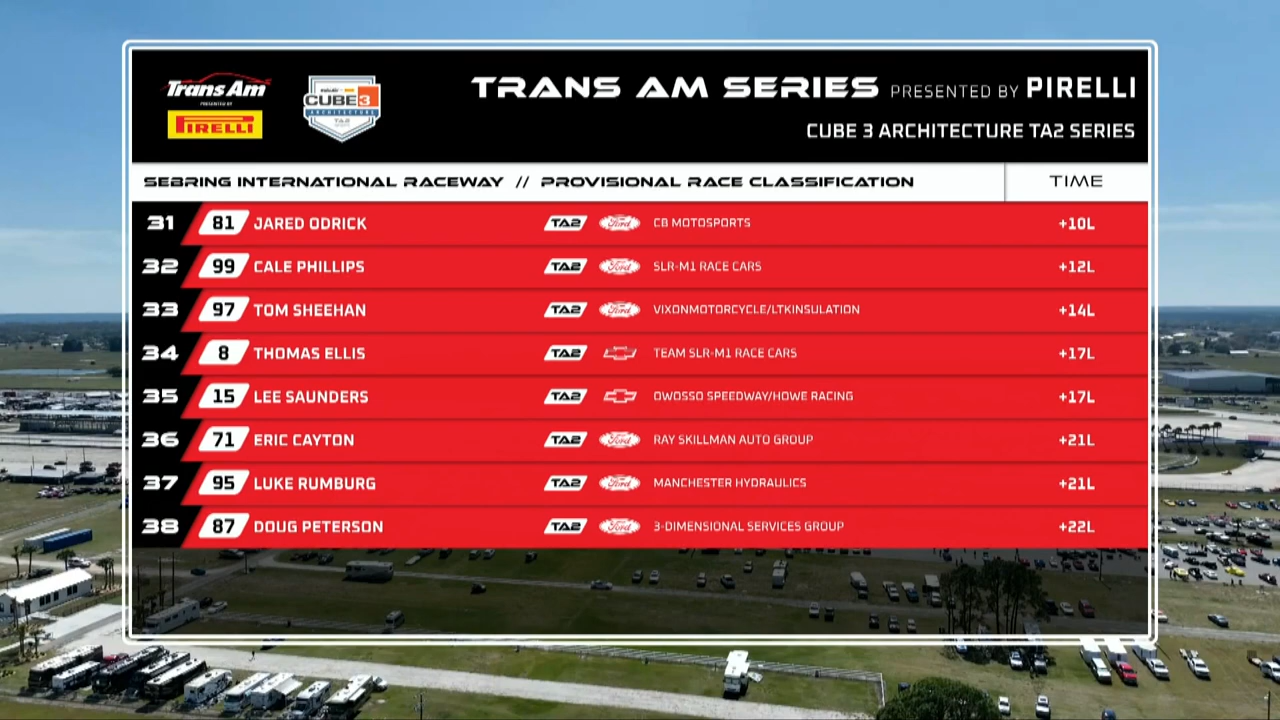 Trans Am
PRESENTED BY
PIRELLI
CUBE 3
ARCHITECTURE
TA2
TRANS AM SERIES PRESENTED BY PIRELLI
CUBE 3 ARCHITECTURE TA2 SERIES
SEBRING INTERNATIONAL RACEWAY // PROVISIONAL RACE CLASSIFICATION TIME
31 81 JARED ODRICK TA2 Ford CB MOTOSPORTS +10L
32 99 CALE PHILLIPS TA2 Ford SLR-M1 RACE CARS +12L
33 97 TOM SHEEHAN TA2 Ford VIXONMOTORCYCLE/LTKINSULATION +14L
34 8 THOMAS ELLIS TA2 TEAM SLR-M1 RACE CARS +17L
35 15 LEE SAUNDERS TA2 OWOSSO SPEEDWAY/HOWE RACING +17L
36 71 ERIC CAYTON TA2 Ford RAY SKILLMAN AUTO GROUP +21L
37 95 LUKE RUMBURG TA2 Ford MANCHESTER HYDRAULICS +21L
38 87 DOUG PETERSON TA2 Ford 3-DIMENSIONAL SERVICES GROUP +22L